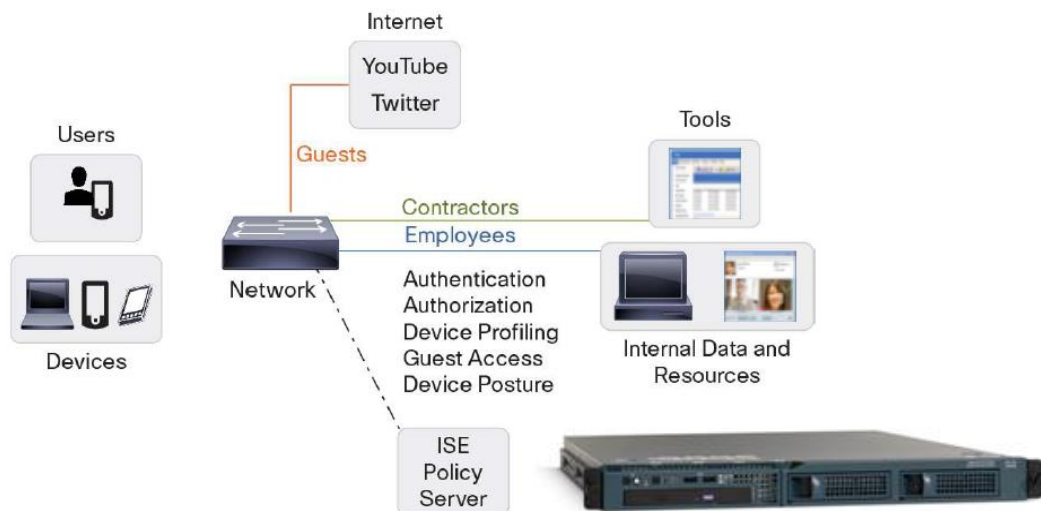 Internet
YouTube
Twitter
Users
Guests
Tools
Contractors
Employees
Network
Devices
Authentication
Authorization
Device Profiling
Guest Access
Device Posture
Internal Data and
Resources
ISE
Policy
Server